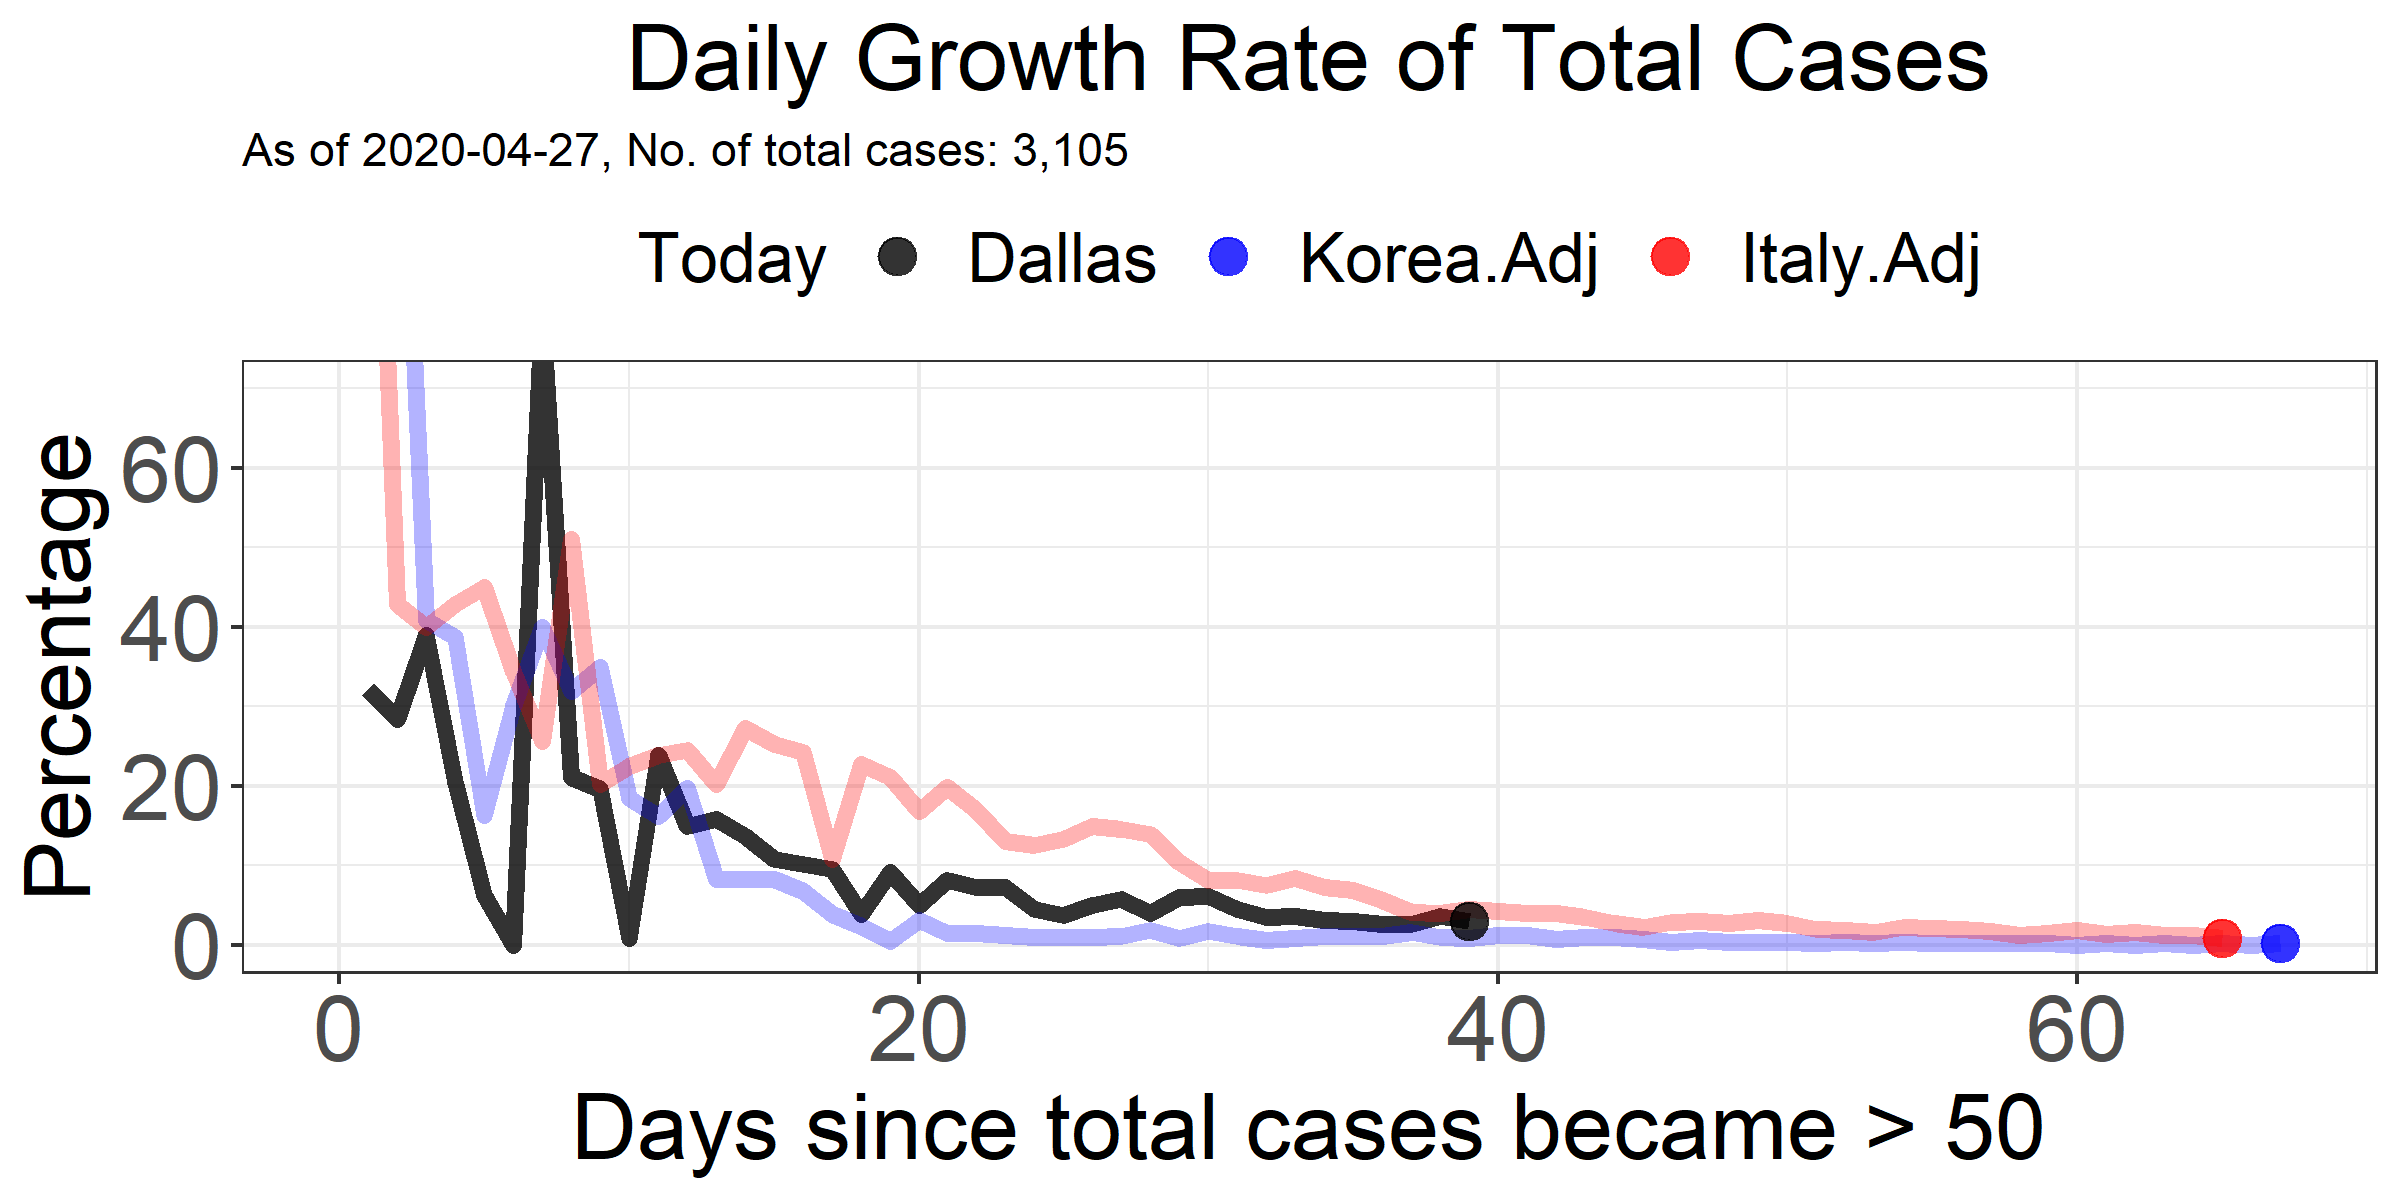 Daily Growth Rate of Total Cases
As of 2020-04-27, No. of total cases: 3,105
Today Dallas Korea.Adj Italy.Adj
Percentage
60
40
20
0
0 20 40 60
Days since total cases became > 50